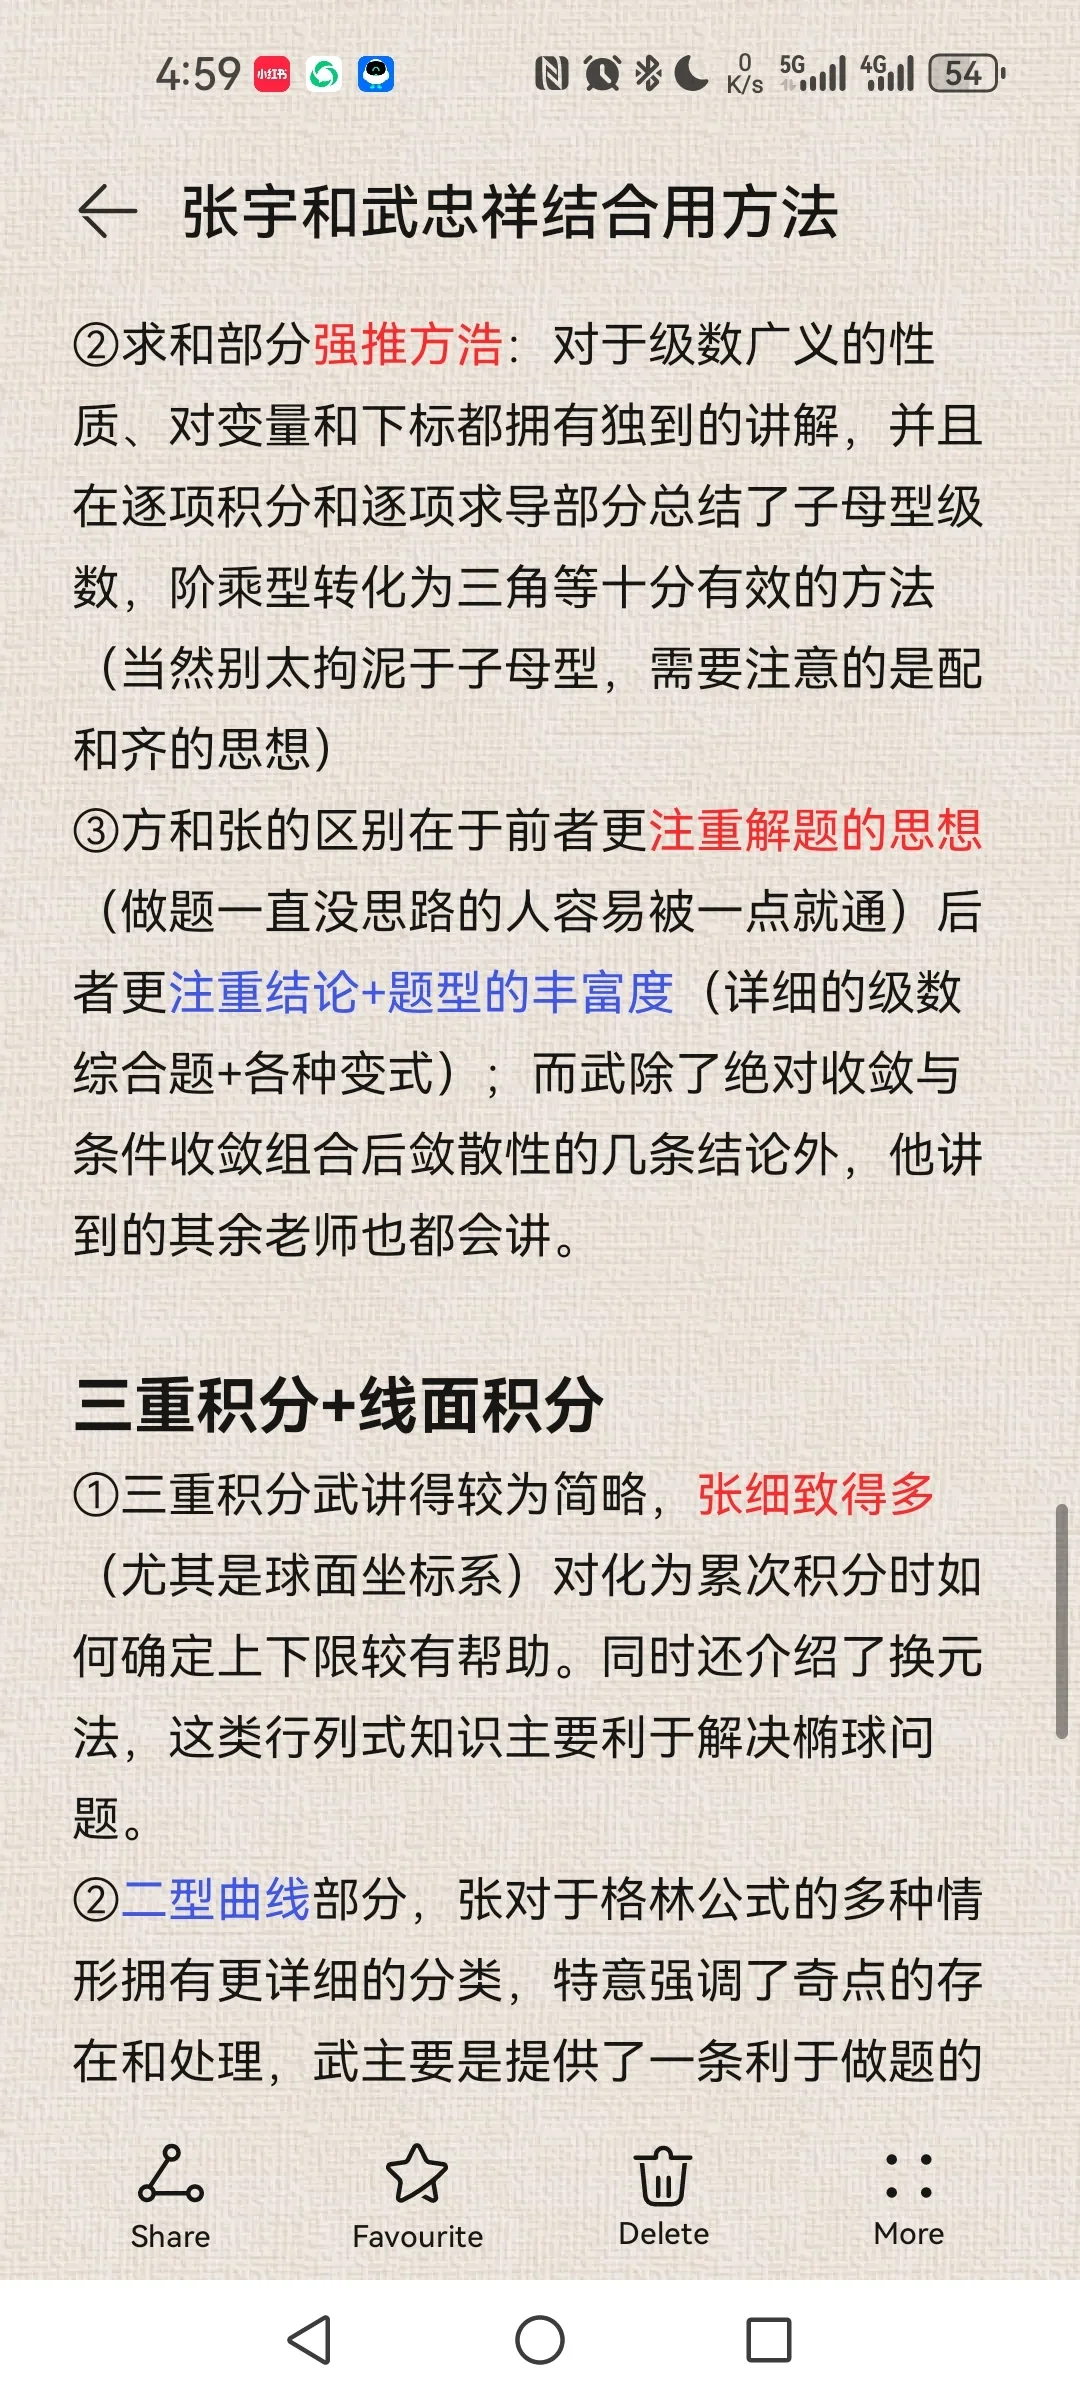 4:59
小红书
0
K/s
5G
4G
54
张宇和武忠祥结合用方法
②求和部分强推方浩：对于级数广义的性
质、对变量和下标都拥有独到的讲解，并且
在逐项积分和逐项求导部分总结了子母型级
数，阶乘型转化为三角等十分有效的方法
（当然别太拘泥于子母型，需要注意的是配
和齐的思想）
③方和张的区别在于前者更注重解题的思想
（做题一直没思路的人容易被一点就通）后
者更注重结论+题型的丰富度（详细的级数
综合题+各种变式）；而武除了绝对收敛与
条件收敛组合后敛散性的几条结论外，他讲
到的其余老师也都会讲。
三重积分+线面积分
①三重积分武讲得较为简略，张细致得多
（尤其是球面坐标系）对化为累次积分时如
何确定上下限较有帮助。同时还介绍了换元
法，这类行列式知识主要利于解决椭球问
题。
②二型曲线部分，张对于格林公式的多种情
形拥有更详细的分类，特意强调了奇点的存
在和处理，武主要是提供了一条利于做题的
Share
Favourite
Delete
More